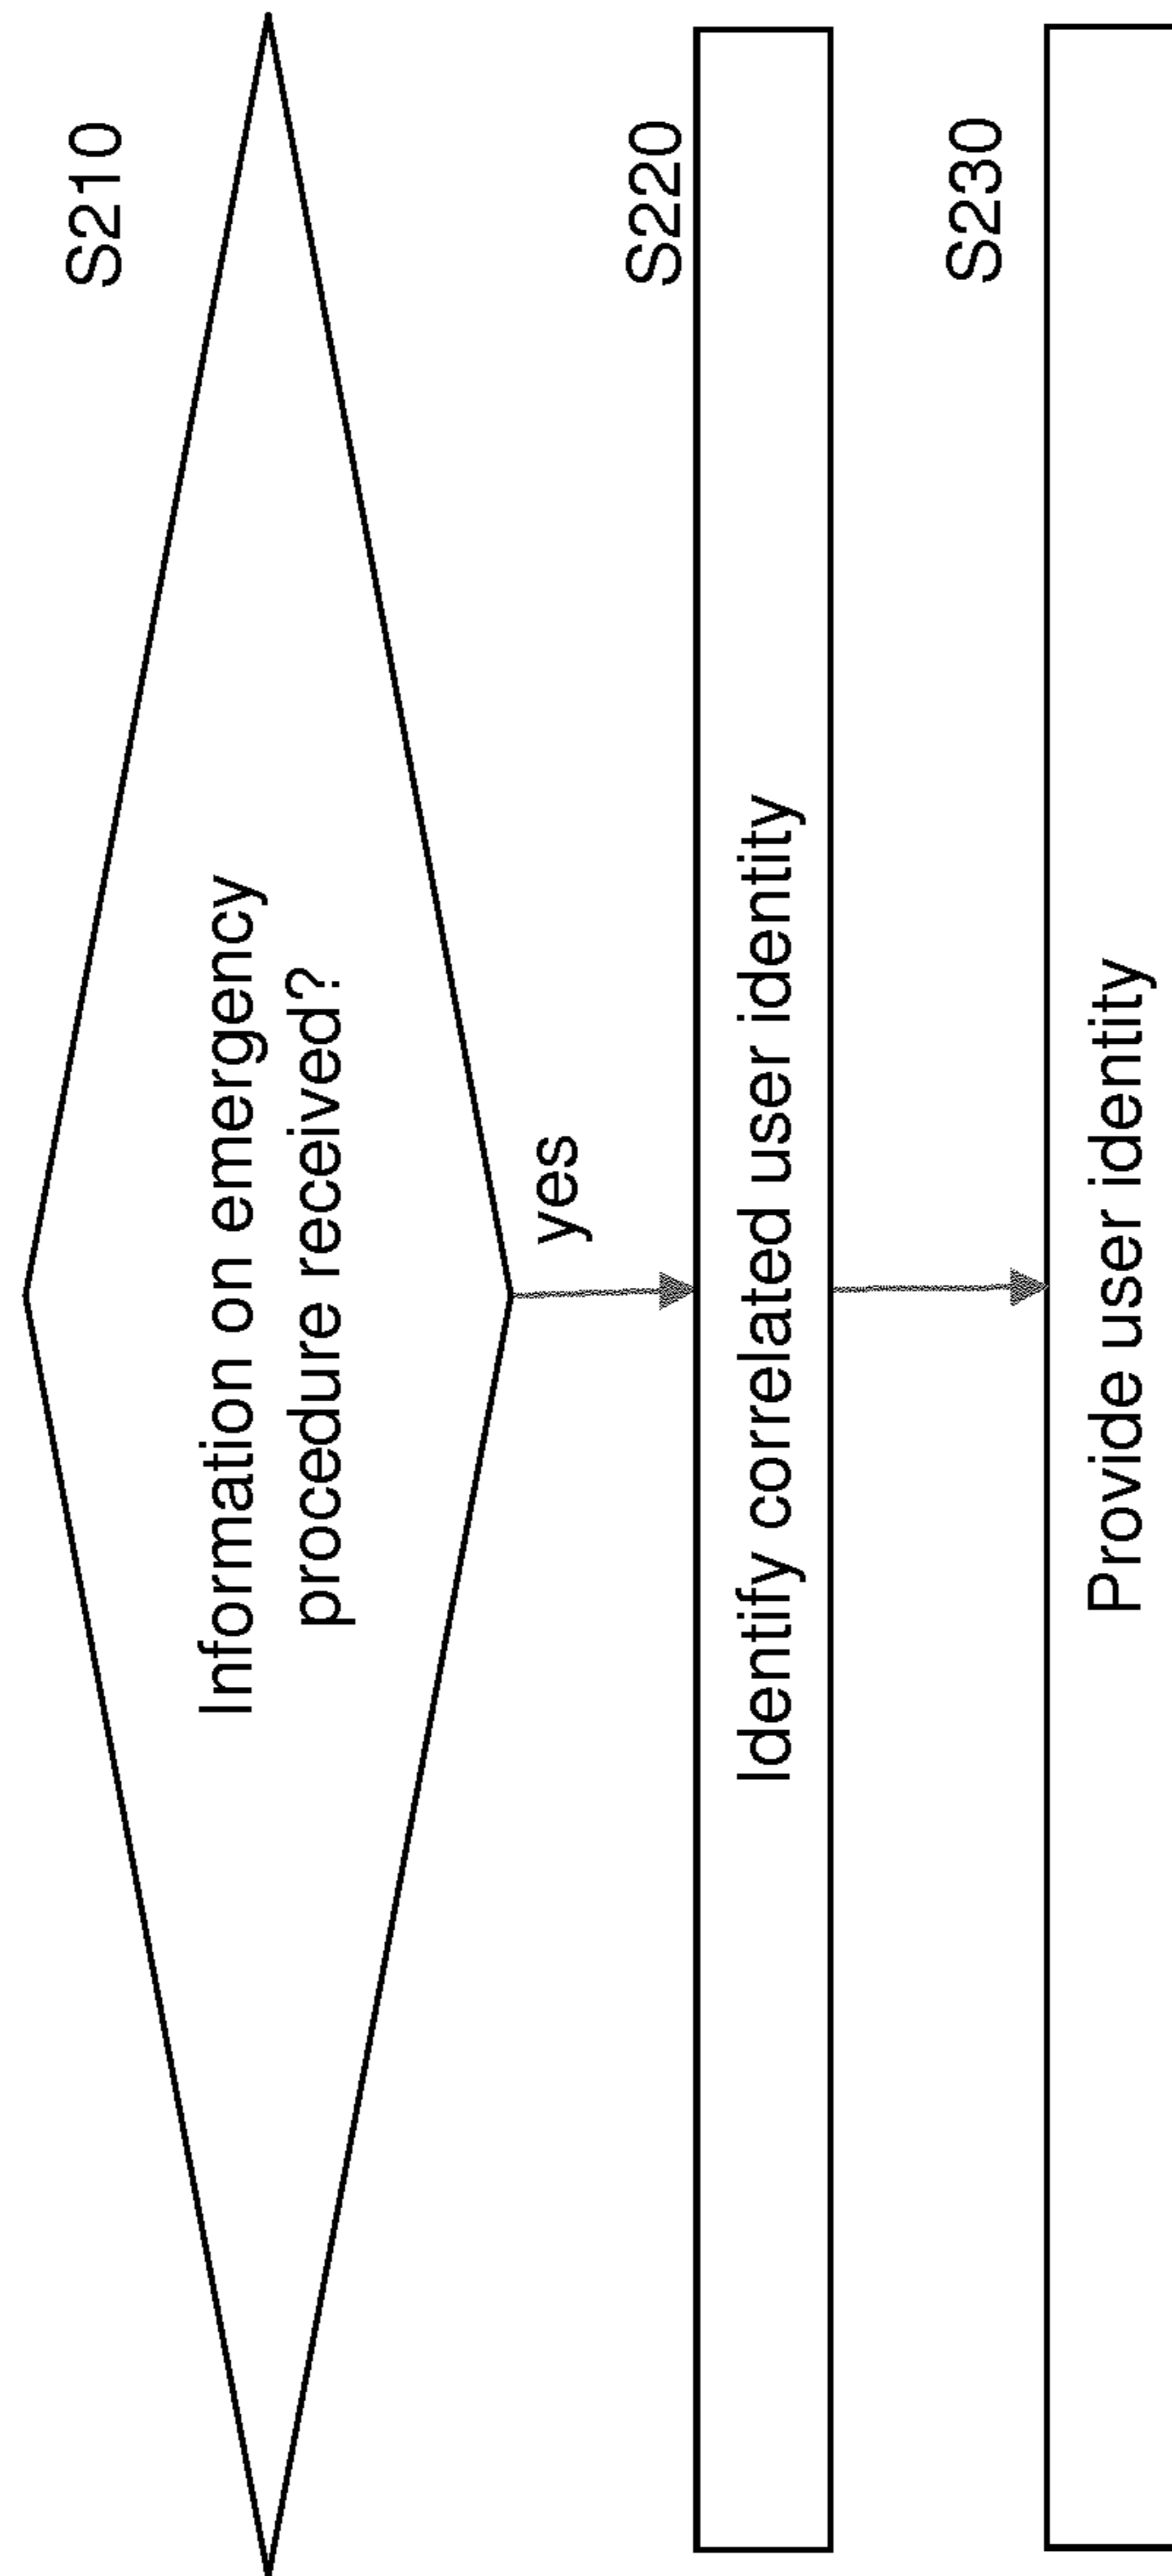 S210
Information on emergency
procedure received?
yes
S220
Identify correlated user identity
S230
Provide user identity